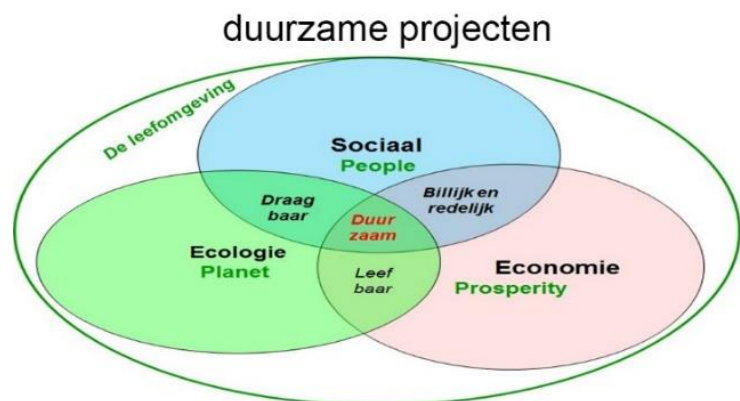 duurzame projecten
De leefomgeving
Sociaal
People
Draag
baar
Billijk en
redelijk
Duur
zaam
Ecologie
Planet
Leef
baar
Economie
Prosperity